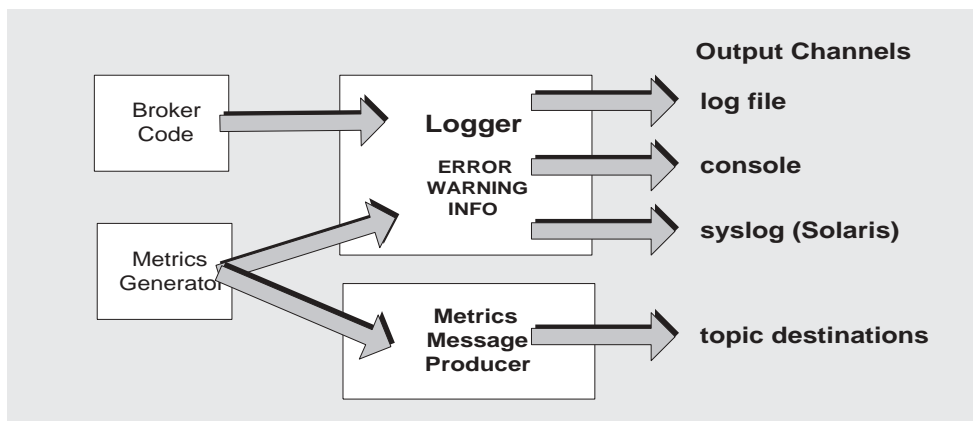 Output Channels
Broker
Code
Logger
ERROR
WARNING
INFO
log file
console
syslog (Solaris)
Metrics
Generator
Metrics
Message
Producer
topic destinations